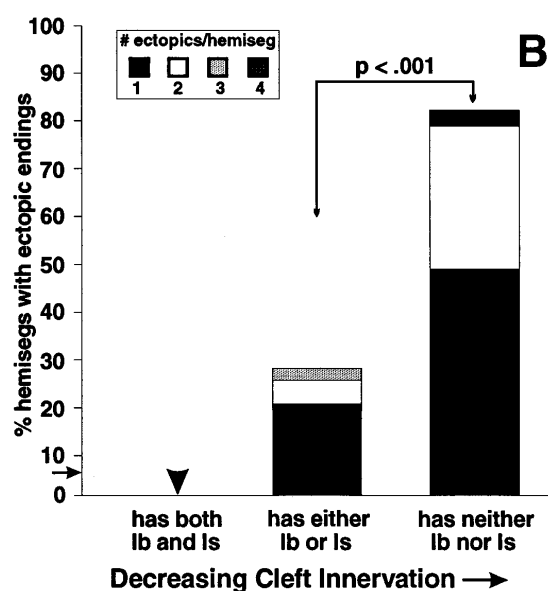 B
# ectopics/hemiseg
1 2 3 4
p < .001
% hemisegs with ectopic endings
100
90
80
70
60
50
40
30
20
10
0
has both
Ib and Is
has either
Ib or Is
has neither
Ib nor Is
Decreasing Cleft Innervation